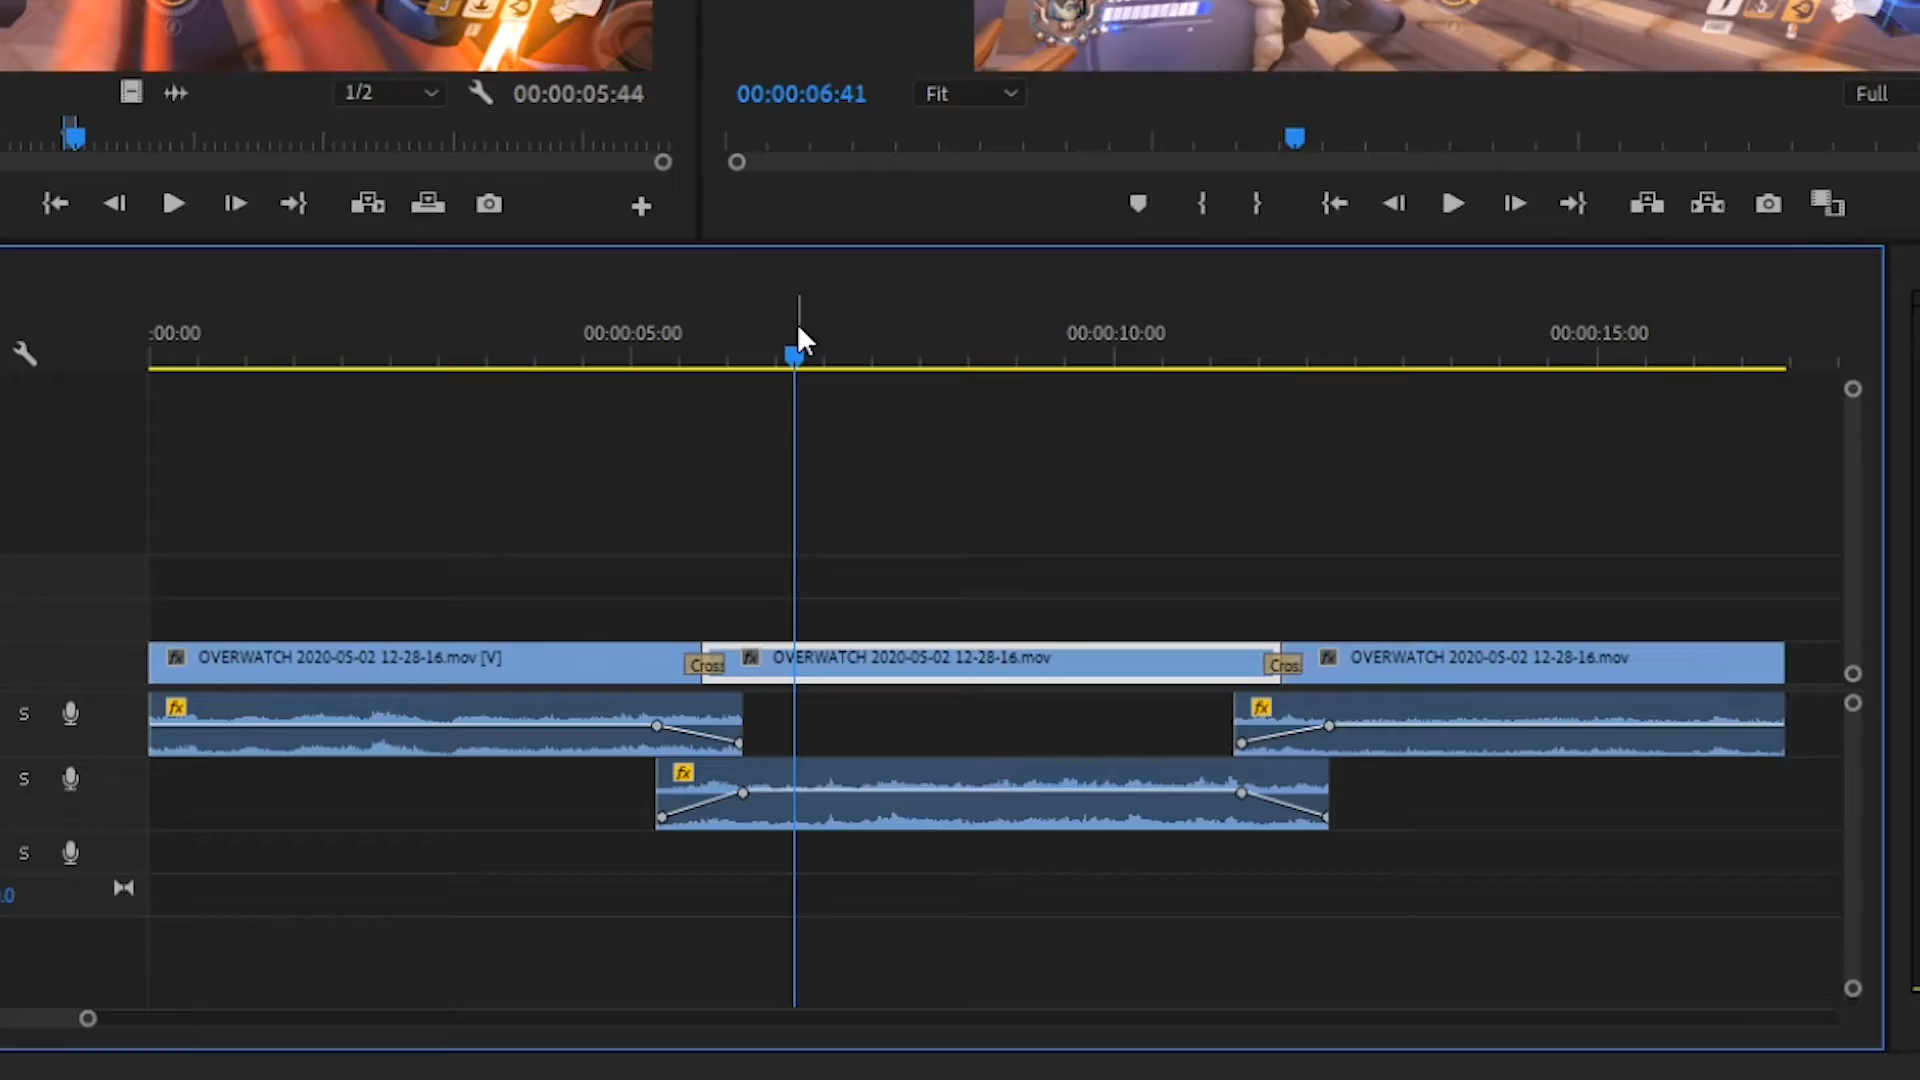 1/2
00:00:05:44
00:00:06:41
Fit
Full
:00:00
00:00:05:00
00:00:10:00
00:00:15:00
fx OVERWATCH 2020-05-02 12-28-16.mov [V]
Cros
fx OVERWATCH 2020-05-02 12-28-16.mov
Cros
fx OVERWATCH 2020-05-02 12-28-16.mov
S
fx
fx
S
fx
S
.0